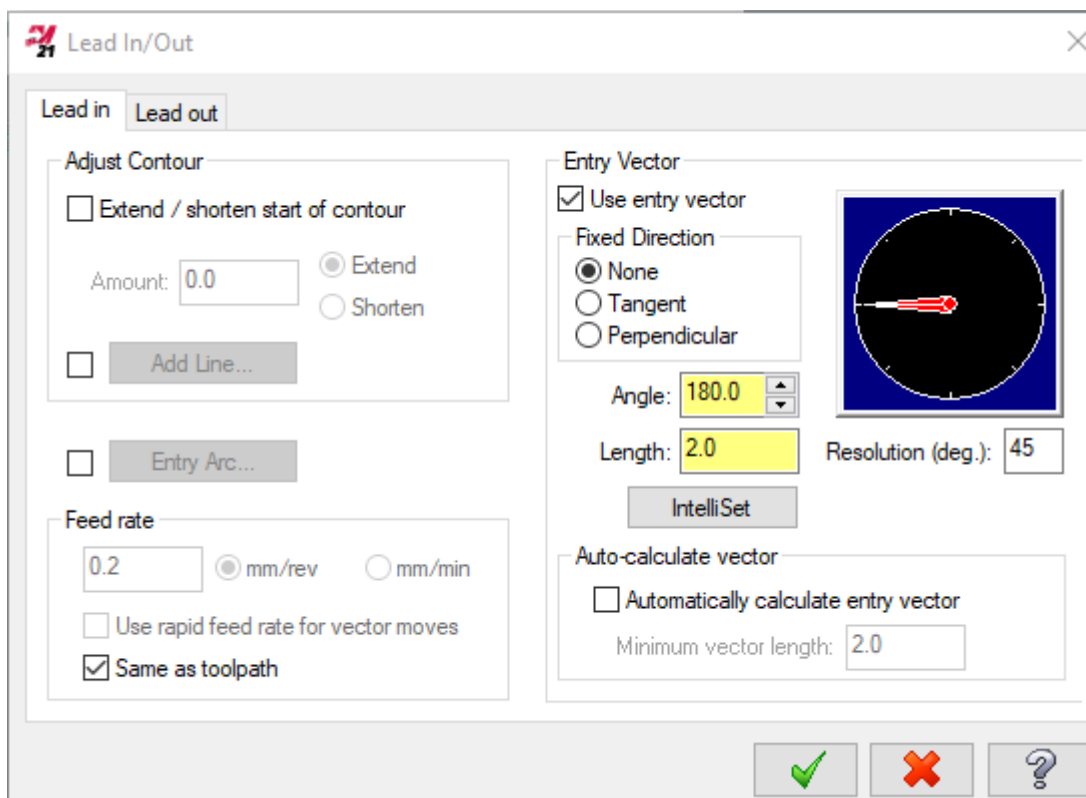 21 Lead In/Out
Lead in
Lead out
Adjust Contour
Extend / shorten start of contour
Amount: 0.0
Extend
Shorten
Add Line...
Entry Arc...
Feed rate
0.2 mm/rev mm/min
Use rapid feed rate for vector moves
Same as toolpath
Entry Vector
Use entry vector
Fixed Direction
None
Tangent
Perpendicular
Angle: 180.0
Length: 2.0 Resolution (deg.): 45
IntelliSet
Auto-calculate vector
Automatically calculate entry vector
Minimum vector length: 2.0